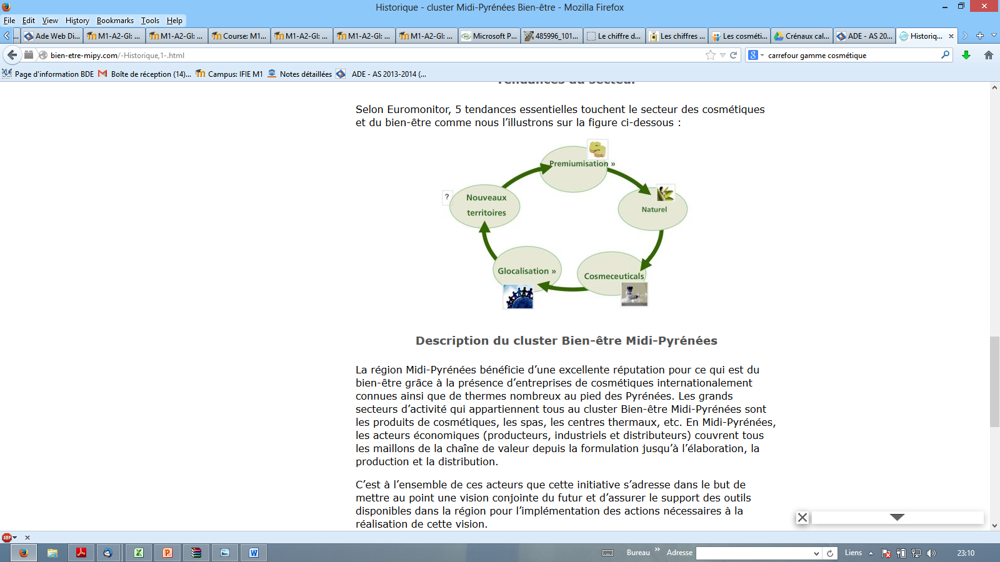 Historique - cluster Midi-Pyrénées Bien-être - Mozilla Firefox
File Edit View History Bookmarks Tools Help
... Ade Web Di... M1-A2-GI: ... M1-A2-GI: ... Course: M1... M1-A2-GI: ... M1-A2-GI: ... M1-A2-GI: ... Microsoft P... 485996_101... Le chiffre d... Les chiffres ... Les cosméti... Crénaux cal... ADE - AS 20... Historiq...
bien-etre-mipy.com/-Historique,1-.html
carrefour gamme cosmétique
Page d'information BDE Boîte de réception (14)... Campus: IFIE M1 Notes détaillées ADE - AS 2013-2014 (...
Tendances du secteur
Selon Euromonitor, 5 tendances essentielles touchent le secteur des cosmétiques
et du bien-être comme nous l’illustrons sur la figure ci-dessous :
Premiumisation »
?
Nouveaux
territoires
Naturel
Glocalisation »
Cosmeceuticals
Description du cluster Bien-être Midi-Pyrénées
La région Midi-Pyrénées bénéficie d’une excellente réputation pour ce qui est du
bien-être grâce à la présence d’entreprises de cosmétiques internationalement
connues ainsi que de thermes nombreux au pied des Pyrénées. Les grands
secteurs d’activité qui appartiennent tous au cluster Bien-être Midi-Pyrénées sont
les produits de cosmétiques, les spas, les centres thermaux, etc. En Midi-Pyrénées,
les acteurs économiques (producteurs, industriels et distributeurs) couvrent tous
les maillons de la chaîne de valeur depuis la formulation jusqu’à l’élaboration, la
production et la distribution.
C’est à l’ensemble de ces acteurs que cette initiative s’adresse dans le but de
mettre au point une vision conjointe du futur et d’assurer le support des outils
disponibles dans la région pour l’implémentation des actions nécessaires à la
réalisation de cette vision.
ABP
Bureau » Adresse Liens 23:10